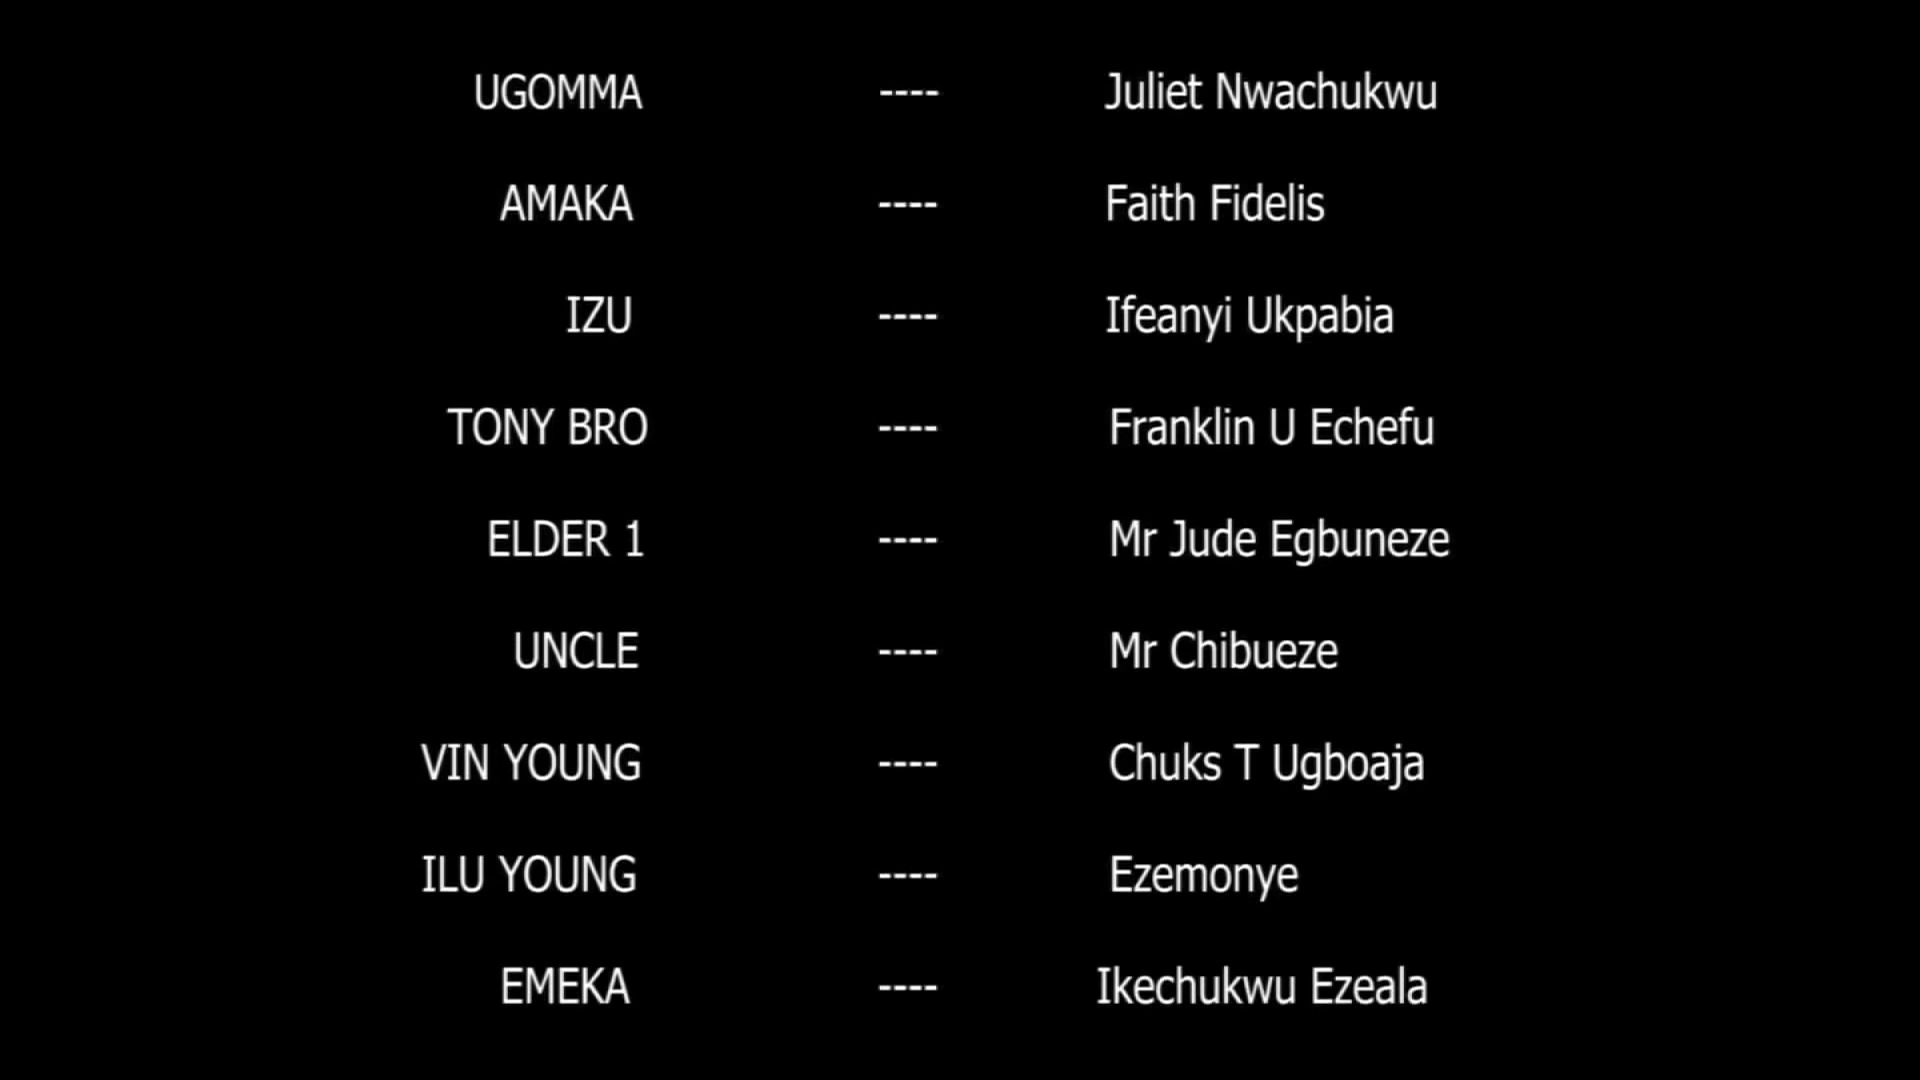 UGOMMA ---- Juliet Nwachukwu
AMAKA ---- Faith Fidelis
IZU ---- Ifeanyi Ukpabia
TONY BRO ---- Franklin U Echefu
ELDER 1 ---- Mr Jude Egbuneze
UNCLE ---- Mr Chibueze
VIN YOUNG ---- Chuks T Ugboaja
ILU YOUNG ---- Ezemonye
EMEKA ---- Ikechukwu Ezeala